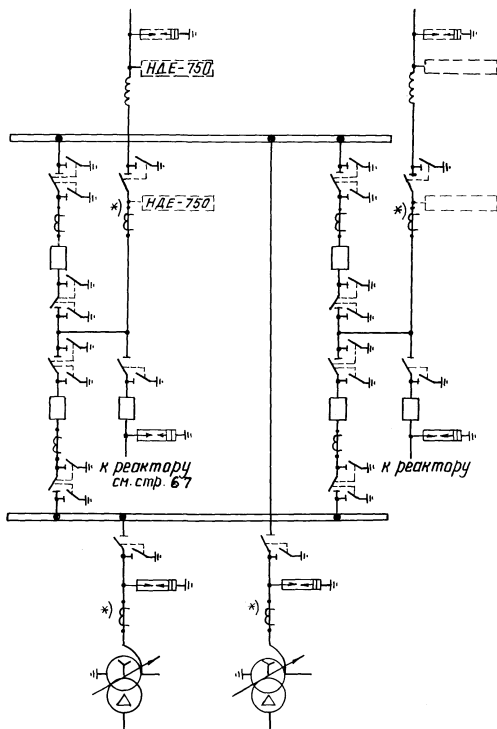 НДЕ-750
*)
НДЕ-750
*)
к реактору
см. стр. 67
к реактору
*)
*)